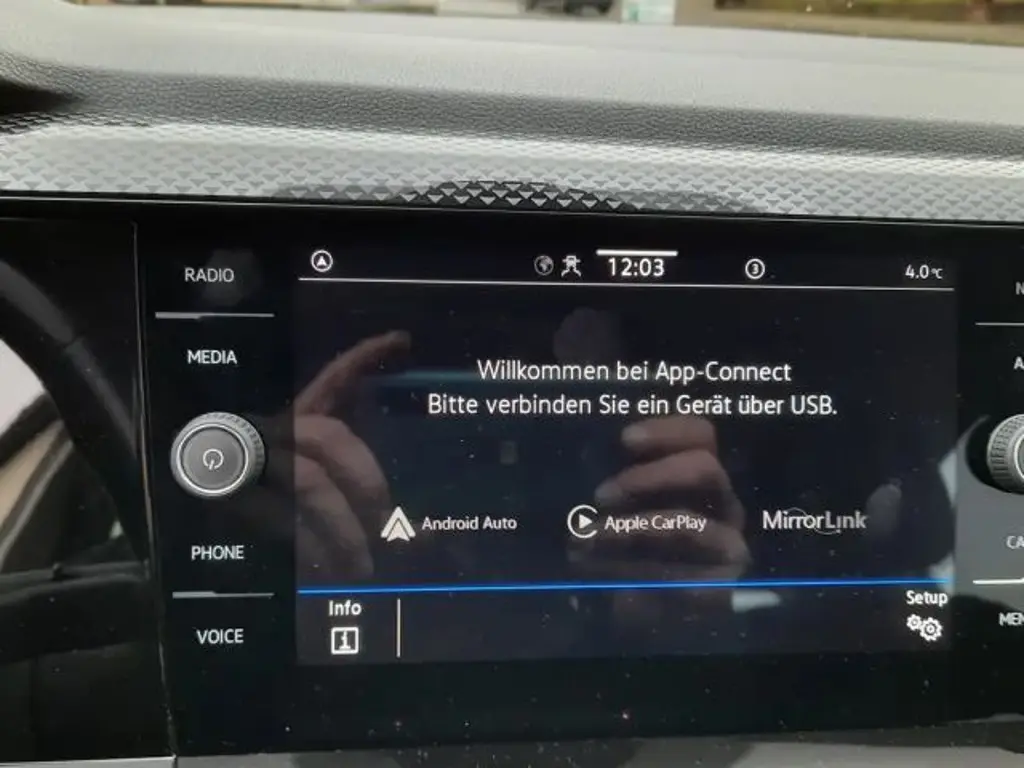 RADIO
MEDIA
PHONE
VOICE
12:03
3
4.0°C
Willkommen bei App-Connect
Bitte verbinden Sie ein Gerät über USB.
Android Auto
Apple CarPlay
MirrorLink
Info
Setup